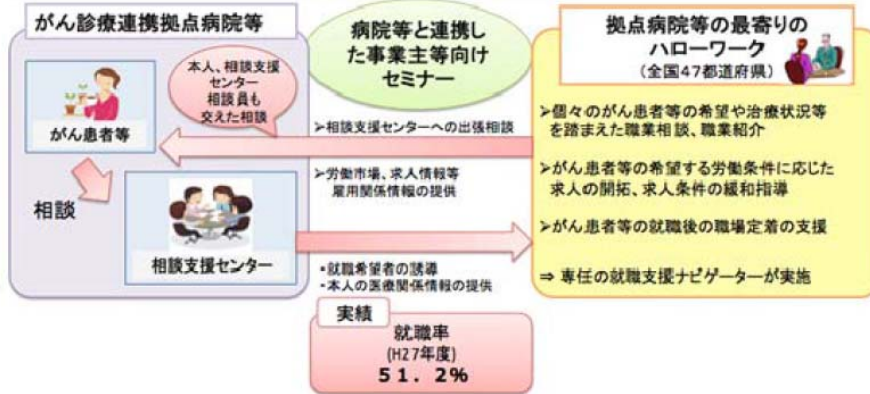 がん診療連携拠点病院等
本人、相談支援
センター
相談員も
交えた相談
がん患者等
相談
相談支援センター
病院等と連携し
た事業主等向け
セミナー
➢相談支援センターへの出張相談
➢労働市場、求人情報等
雇用関係情報の提供
▪就職希望者の誘導
・本人の医療関係情報の提供
実績
就職率
(H27年度)
51.2%
拠点病院等の最寄りの
ハローワーク
(全国47都道府県)
➢個々のがん患者等の希望や治療状況等
を踏まえた職業相談、職業紹介
➢がん患者等の希望する労働条件に応じた
求人の開拓、求人条件の緩和指導
➢がん患者等の就職後の職場定着の支援
⇒ 専任の就職支援ナビゲーターが実施